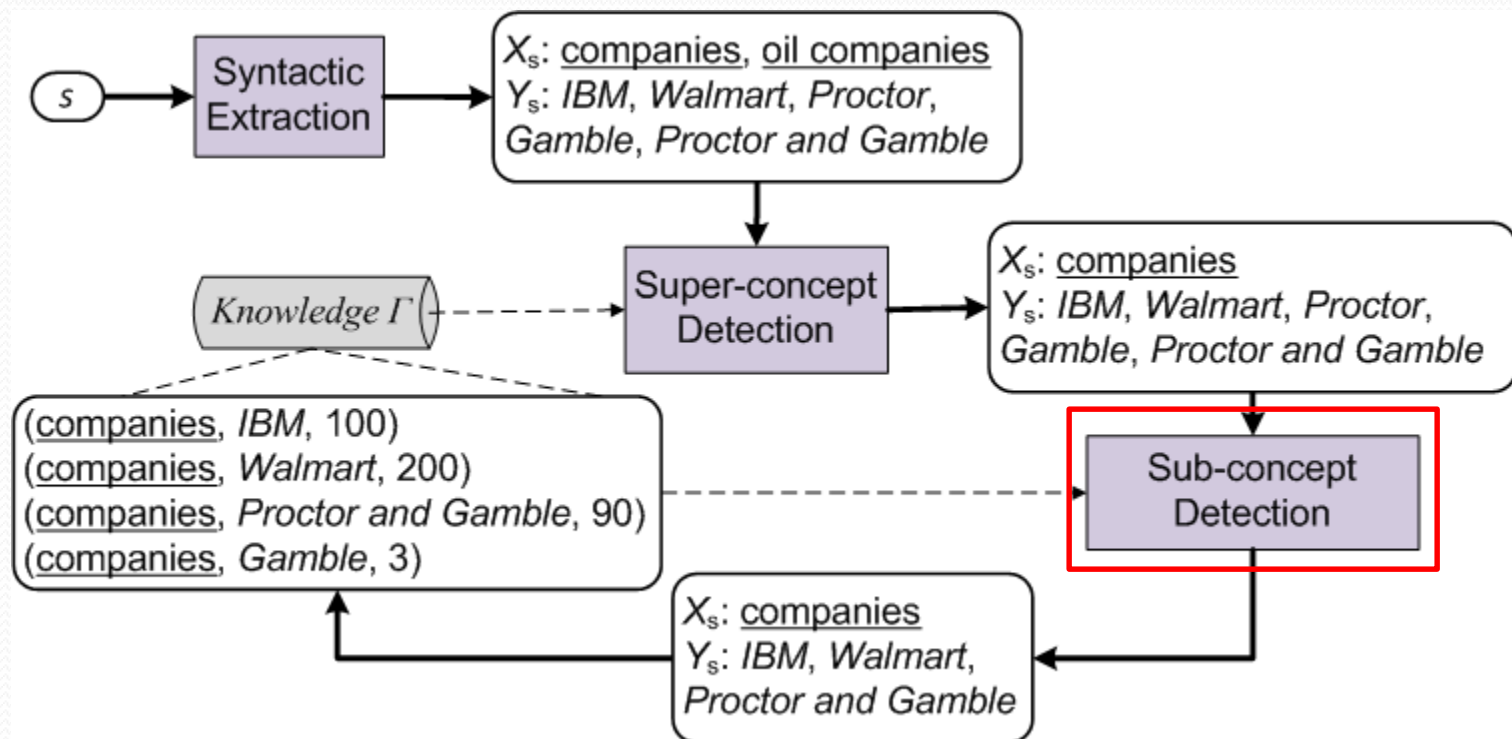 s
Syntactic
Extraction
Xs: companies, oil companies
Ys: IBM, Walmart, Proctor,
Gamble, Proctor and Gamble
Super-concept
Detection
Knowledge Γ
Xs: companies
Ys: IBM, Walmart, Proctor,
Gamble, Proctor and Gamble
(companies, IBM, 100)
(companies, Walmart, 200)
(companies, Proctor and Gamble, 90)
(companies, Gamble, 3)
Sub-concept
Detection
Xs: companies
Ys: IBM, Walmart,
Proctor and Gamble